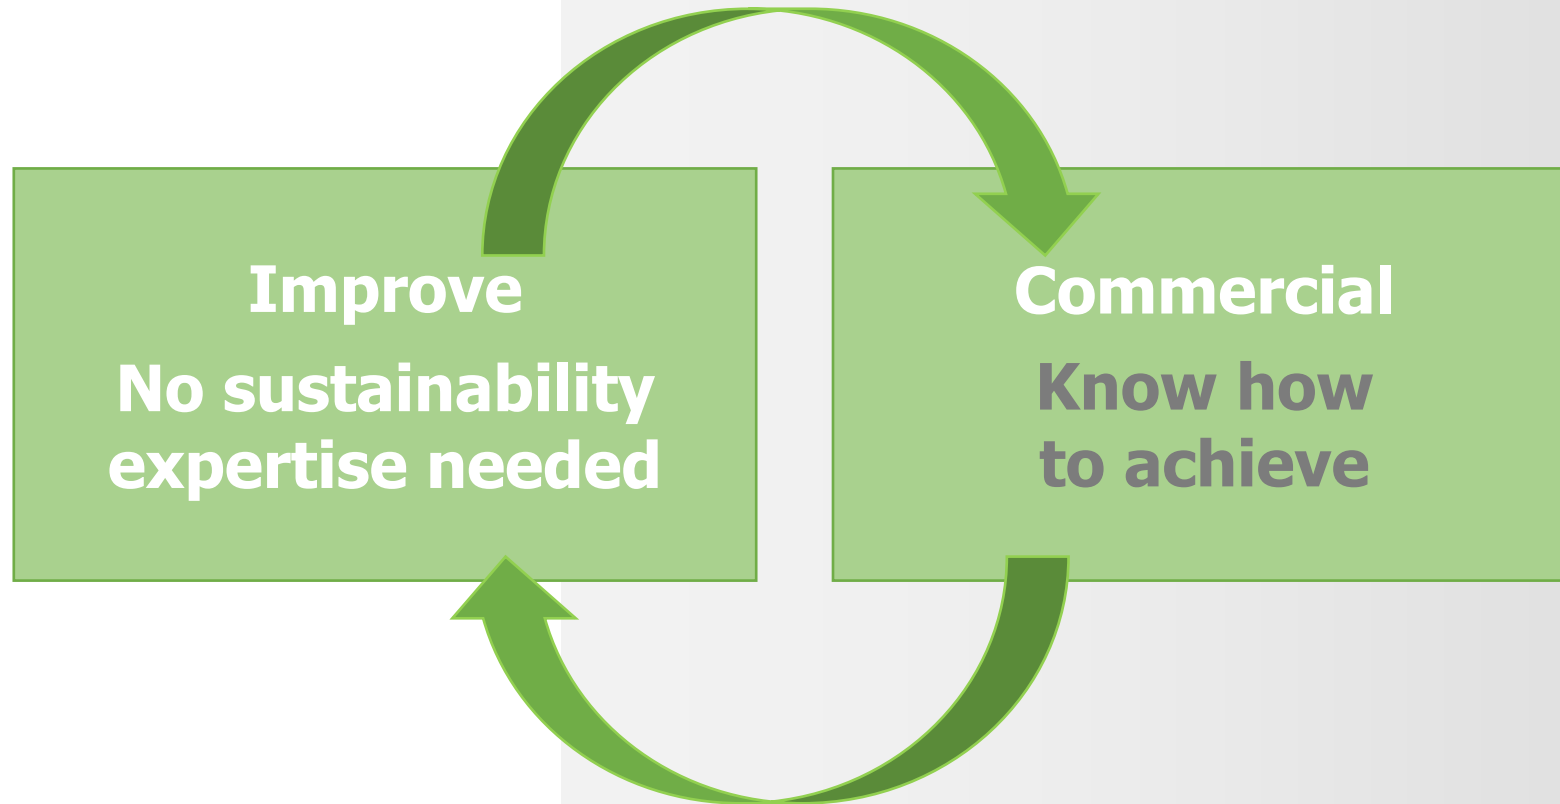 Improve
No sustainability
expertise needed
Commercial
Know how
to achieve